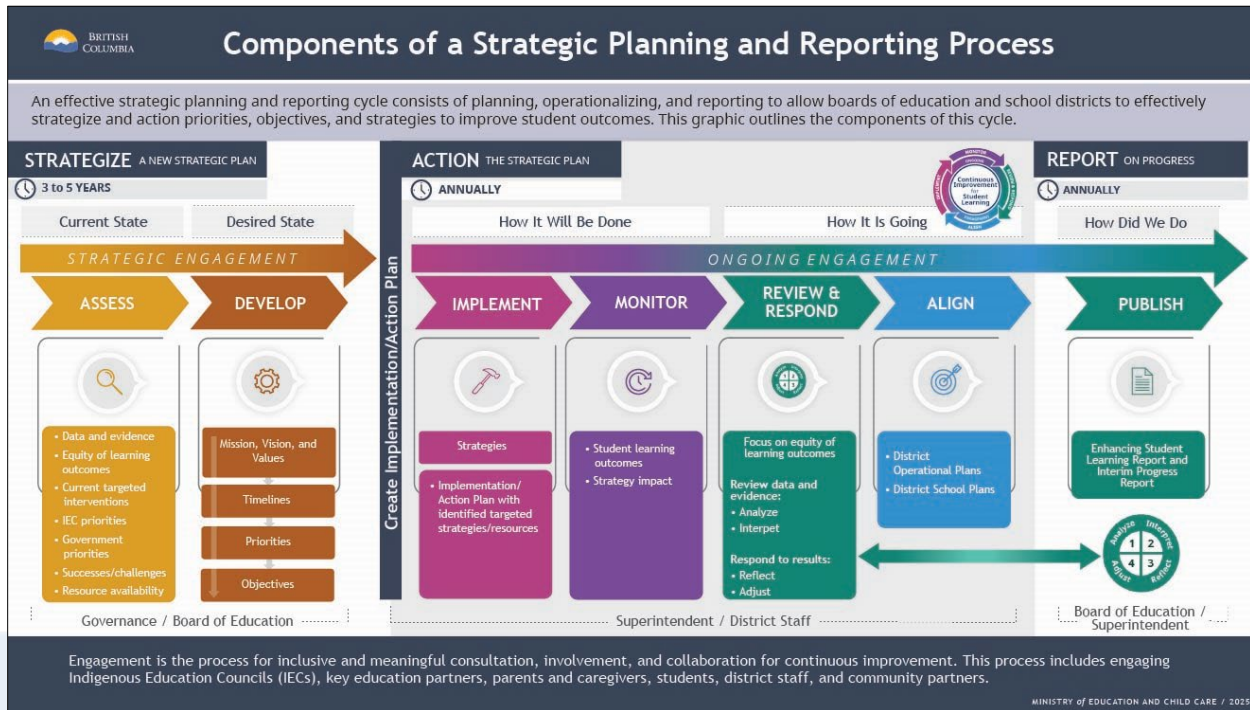 BRITISH
COLUMBIA
Components of a Strategic Planning and Reporting Process
An effective strategic planning and reporting cycle consists of planning, operationalizing, and reporting to allow boards of education and school districts to effectively
strategize and action priorities, objectives, and strategies to improve student outcomes. This graphic outlines the components of this cycle.
STRATEGIZE A NEW STRATEGIC PLAN
3 to 5 YEARS
Current State
Desired State
STRATEGIC ENGAGEMENT
ASSESS
DEVELOP
• Data and evidence
• Equity of learning
outcomes
• Current targeted
interventions
• IEC priorities
• Government
priorities
• Successes/challenges
• Resource availability
Mission, Vision, and
Values
Timelines
Priorities
Objectives
Governance / Board of Education
Create Implementation/Action Plan
ACTION THE STRATEGIC PLAN
ANNUALLY
How It Will Be Done
How It Is Going
MONITOR
REVIEW & RESPOND
ALIGN
IMPLEMENT
Continuous
Improvement
for
Student
Learning
ONGOING ENGAGEMENT
IMPLEMENT
MONITOR
REVIEW &
RESPOND
ALIGN
Strategies
• Implementation/
Action Plan with
identified targeted
strategies/resources
• Student learning
outcomes
• Strategy impact
Focus on equity of
learning outcomes
Review data and
evidence:
• Analyze
• Interpet
Respond to results:
• Reflect
• Adjust
• District
Operational Plans
• District School Plans
Superintendent / District Staff
REPORT ON PROGRESS
ANNUALLY
How Did We Do
PUBLISH
Enhancing Student
Learning Report and
Interim Progress
Report
Analyze Interpret
1 2
4 3
Adjust Reflect
Board of Education /
Superintendent
Engagement is the process for inclusive and meaningful consultation, involvement, and collaboration for continuous improvement. This process includes engaging
Indigenous Education Councils (IECs), key education partners, parents and caregivers, students, district staff, and community partners.
MINISTRY of EDUCATION AND CHILD CARE / 2025